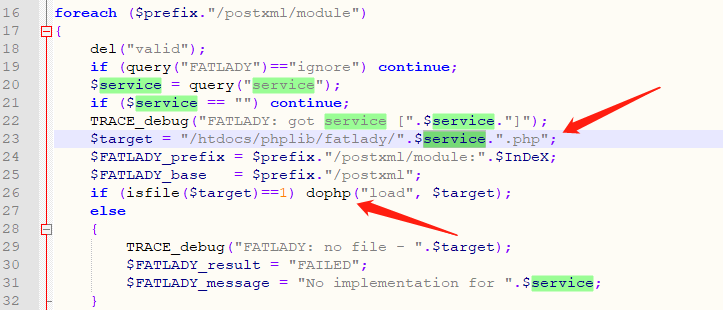 16 foreach ($prefix."/postxml/module")
17 {
18 del("valid");
19 if (query("FATLADY")=="ignore") continue;
20 $service = query("service");
21 if ($service == "") continue;
22 TRACE_debug("FATLADY: got service [".$service."]");
23 $target = "/htdocs/phplib/fatlady/".$service.".php";
24 $FATLADY_prefix = $prefix."/postxml/module:".$InDeX;
25 $FATLADY_base = $prefix."/postxml";
26 if (isfile($target)==1) dophp("load", $target);
27 else
28 {
29 TRACE_debug("FATLADY: no file - ".$target);
30 $FATLADY_result = "FAILED";
31 $FATLADY_message = "No implementation for ".$service;
32 }